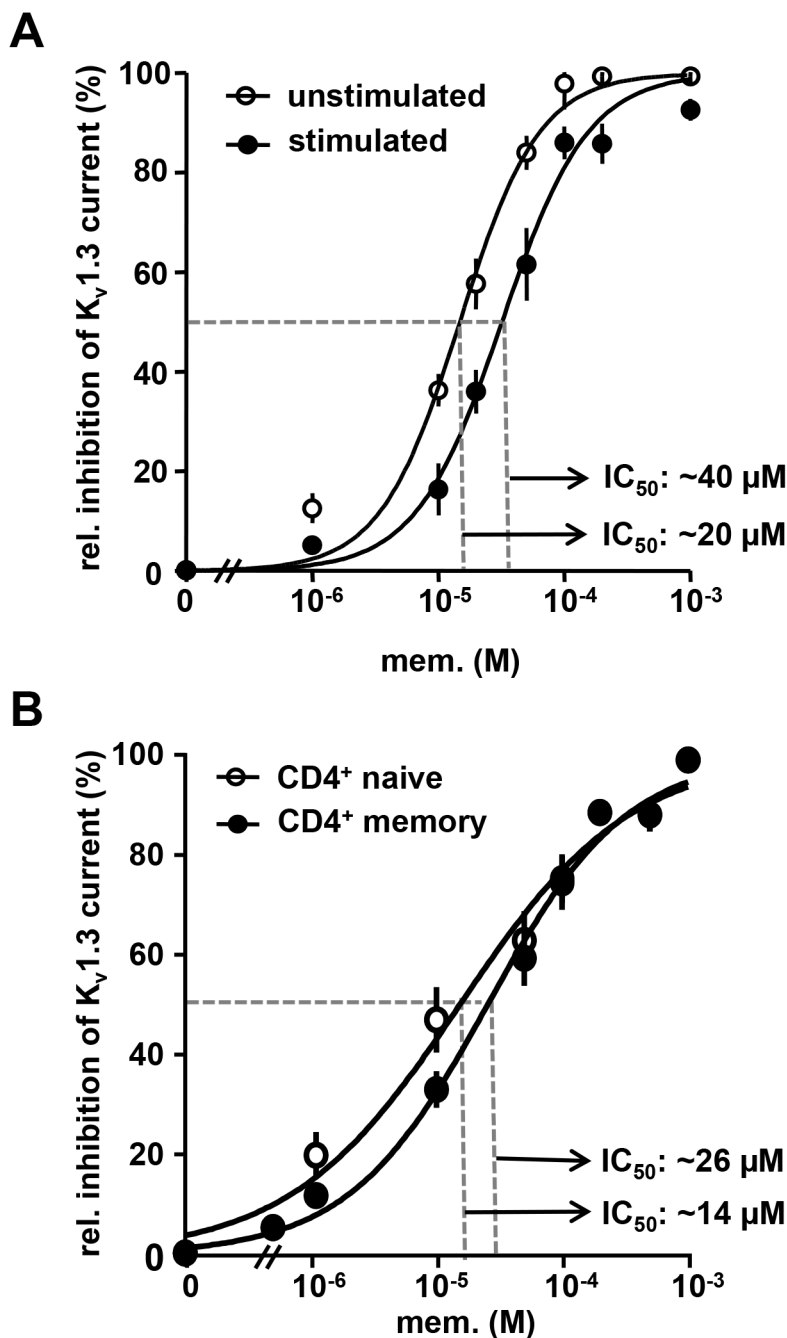 A
rel. inhibition of Kv1.3 current (%)
100
80
60
40
20
0
unstimulated
stimulated
IC50: ~40 µM
IC50: ~20 µM
0
10-6
10-5
10-4
10-3
mem. (M)
B
rel. inhibition of Kv1.3 current (%)
100
80
60
40
20
0
CD4+ naive
CD4+ memory
IC50: ~26 µM
IC50: ~14 µM
0
10-6
10-5
10-4
10-3
mem. (M)